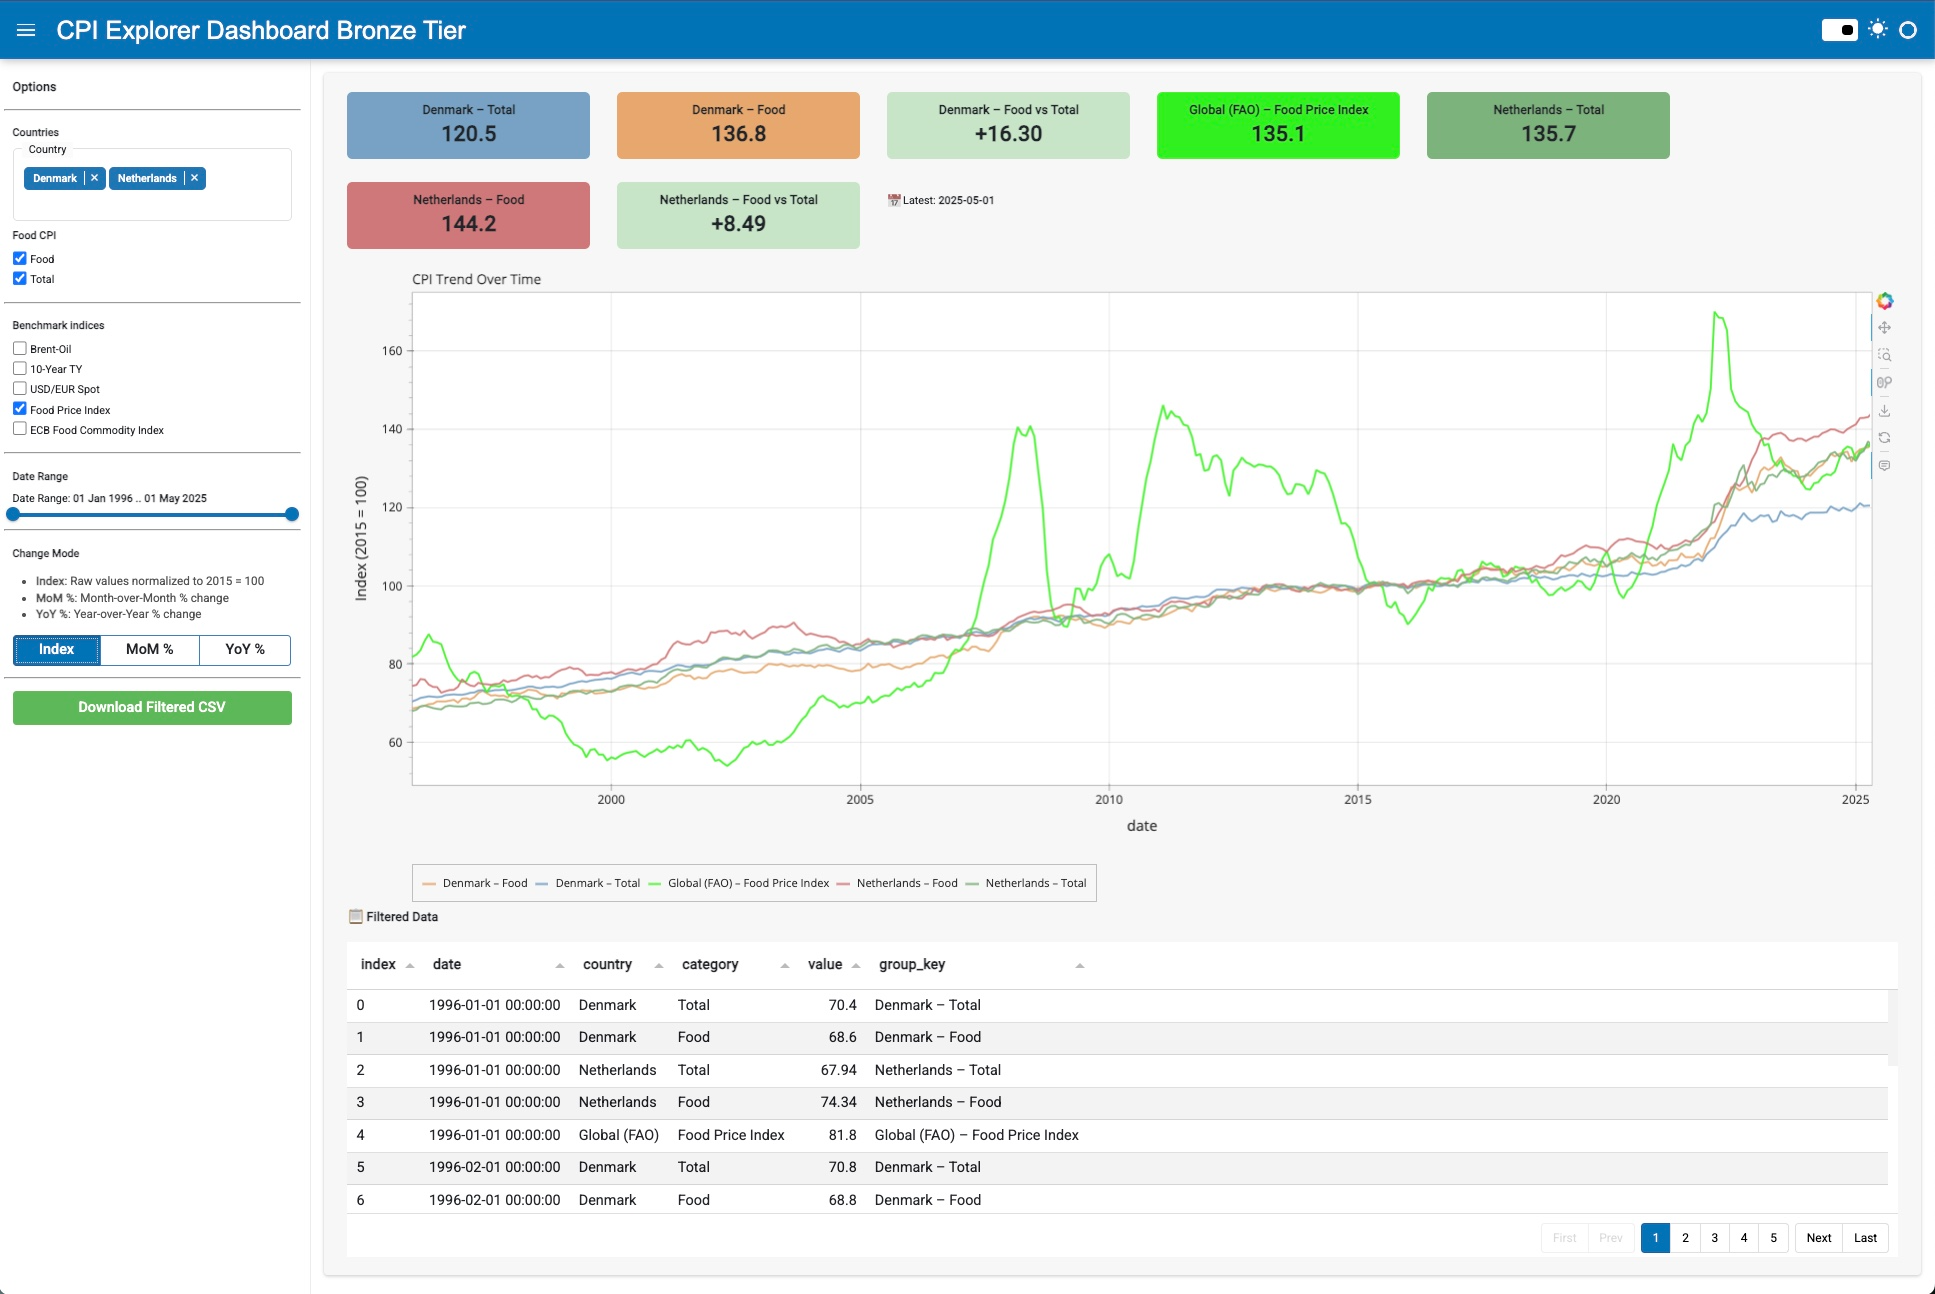 CPI Explorer Dashboard Bronze Tier
Options
Countries
Country
Denmark | ✕ Netherlands | ✕
Food CPI
Food
Total
Benchmark indices
Brent-Oil
10-Year TY
USD/EUR Spot
Food Price Index
ECB Food Commodity Index
Date Range
Date Range: 01 Jan 1996 .. 01 May 2025
Change Mode
• Index: Raw values normalized to 2015 = 100
• MoM %: Month-over-Month % change
• YoY %: Year-over-Year % change
Index MoM % YoY %
Download Filtered CSV
Denmark – Total
120.5
Denmark – Food
136.8
Denmark – Food vs Total
+16.30
Global (FAO) – Food Price Index
135.1
Netherlands – Total
135.7
Netherlands – Food
144.2
Netherlands – Food vs Total
+8.49
Latest: 2025-05-01
CPI Trend Over Time
Index (2015 = 100)
160
140
120
100
80
60
2000 2005 2010 2015 2020 2025
date
Denmark – Food Denmark – Total Global (FAO) – Food Price Index Netherlands – Food Netherlands – Total
Filtered Data
index date country category value group_key
0 1996-01-01 00:00:00 Denmark Total 70.4 Denmark – Total
1 1996-01-01 00:00:00 Denmark Food 68.6 Denmark – Food
2 1996-01-01 00:00:00 Netherlands Total 67.94 Netherlands – Total
3 1996-01-01 00:00:00 Netherlands Food 74.34 Netherlands – Food
4 1996-01-01 00:00:00 Global (FAO) Food Price Index 81.8 Global (FAO) – Food Price Index
5 1996-02-01 00:00:00 Denmark Total 70.8 Denmark – Total
6 1996-02-01 00:00:00 Denmark Food 68.8 Denmark – Food
First Prev 1 2 3 4 5 Next Last